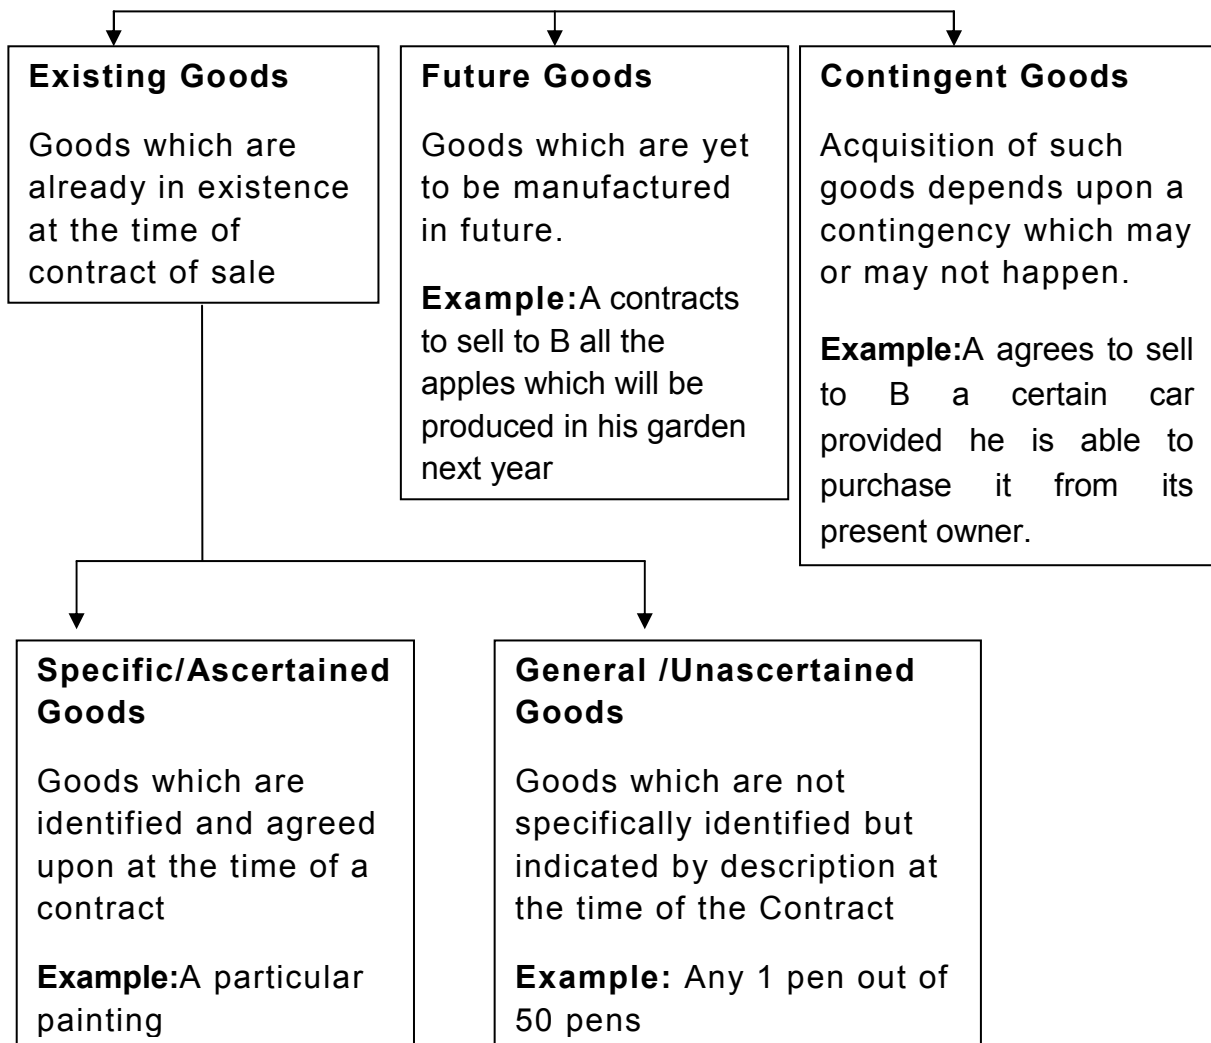 Existing Goods
Goods which are
already in existence
at the time of
contract of sale
Future Goods
Goods which are yet
to be manufactured
in future.
Example:A contracts
to sell to B all the
apples which will be
produced in his garden
next year
Contingent Goods
Acquisition of such
goods depends upon a
contingency which may
or may not happen.
Example:A agrees to sell
to B a certain car
provided he is able to
purchase it from its
present owner.
Specific/Ascertained
Goods
Goods which are
identified and agreed
upon at the time of a
contract
Example:A particular
painting
General /Unascertained
Goods
Goods which are not
specifically identified but
indicated by description at
the time of the Contract
Example: Any 1 pen out of
50 pens